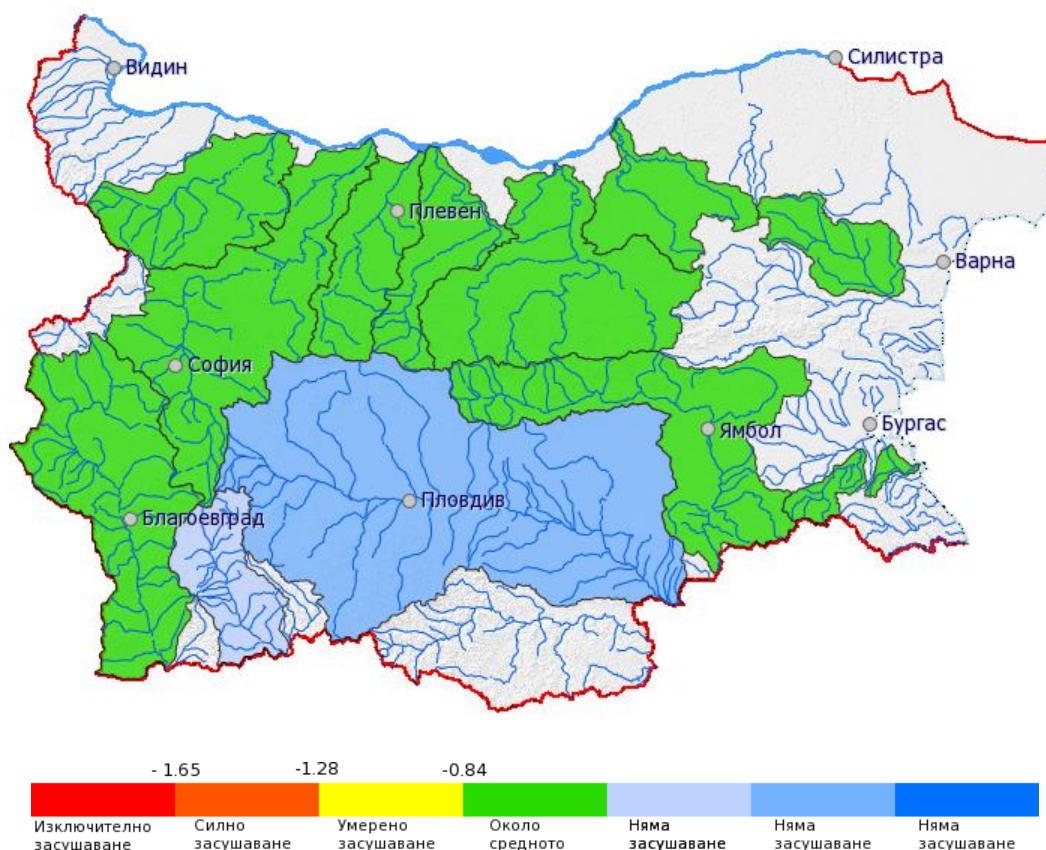 Видин
Силистра
Плевен
Варна
София
Ямбол
Бургас
Пловдив
Благоевград
- 1.65 -1.28 -0.84
Изключително Силно Умерено Около Няма Няма Няма
засушаване засушаване засушаване средното засушаване засушаване засушаване